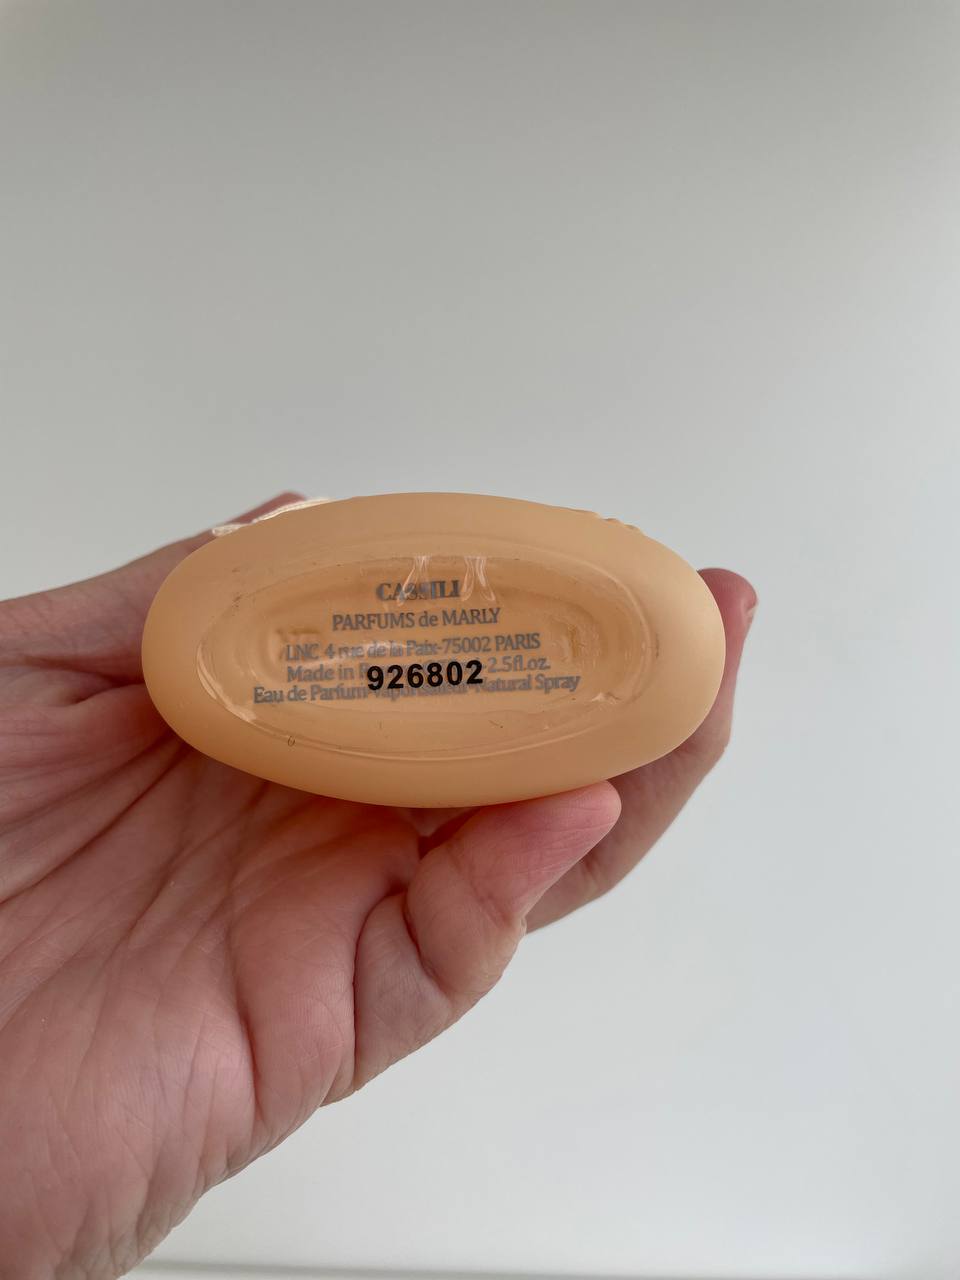 CASSILI
PARFUMS de MARLY
LNC 4 rue de la Paix-75002 PARIS
Made in 2.5fl.oz.
926802
Eau de Parfum-Vaporisateur-Natural Spray